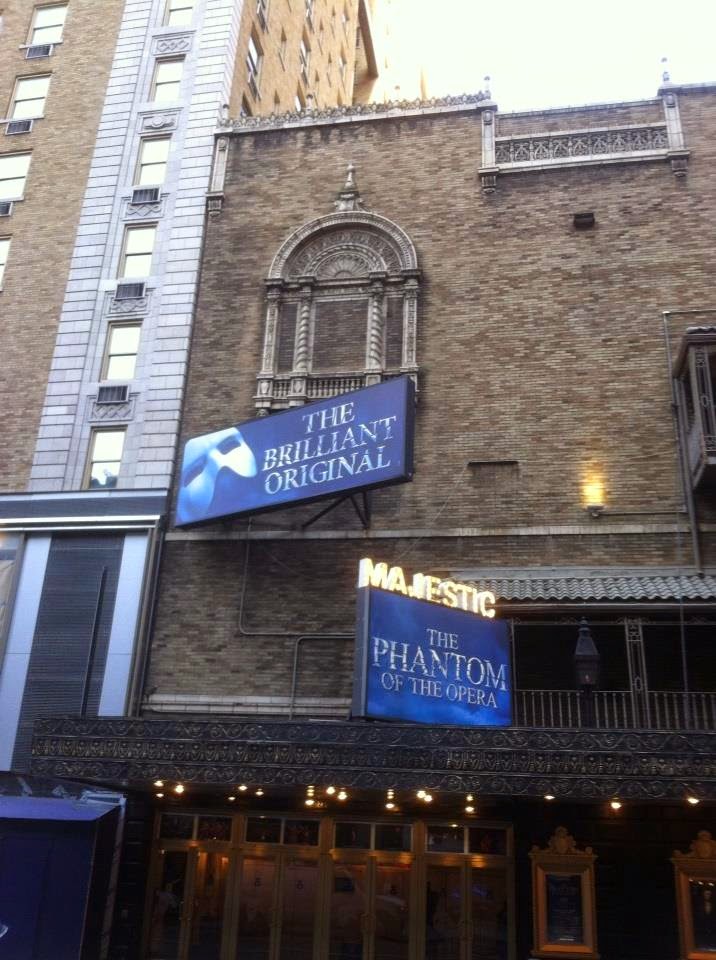 THE
BRILLIANT
ORIGINAL
MAJESTIC
THE
PHANTOM
OF THE OPERA